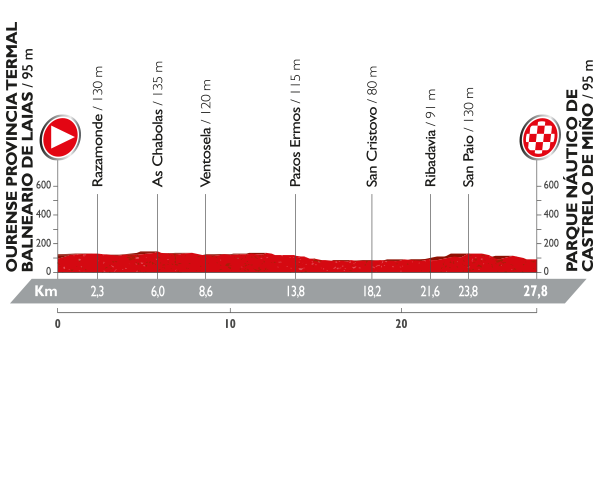 OURENSE PROVINCIA TERMAL
BALNEARIO DE LAIAS / 95 m
Razamonde / 130 m
As Chabolas / 135 m
Ventosela / 120 m
Pazos Ermos / 115 m
San Cristovo / 80 m
Ribadavia / 91 m
San Paio / 130 m
PARQUE NÁUTICO DE
CASTRELO DE MIÑO / 95 m
600
400
200
0
600
400
200
0
Km 2,3 6,0 8,6 13,8 18,2 21,6 23,8 27,8
0 10 20